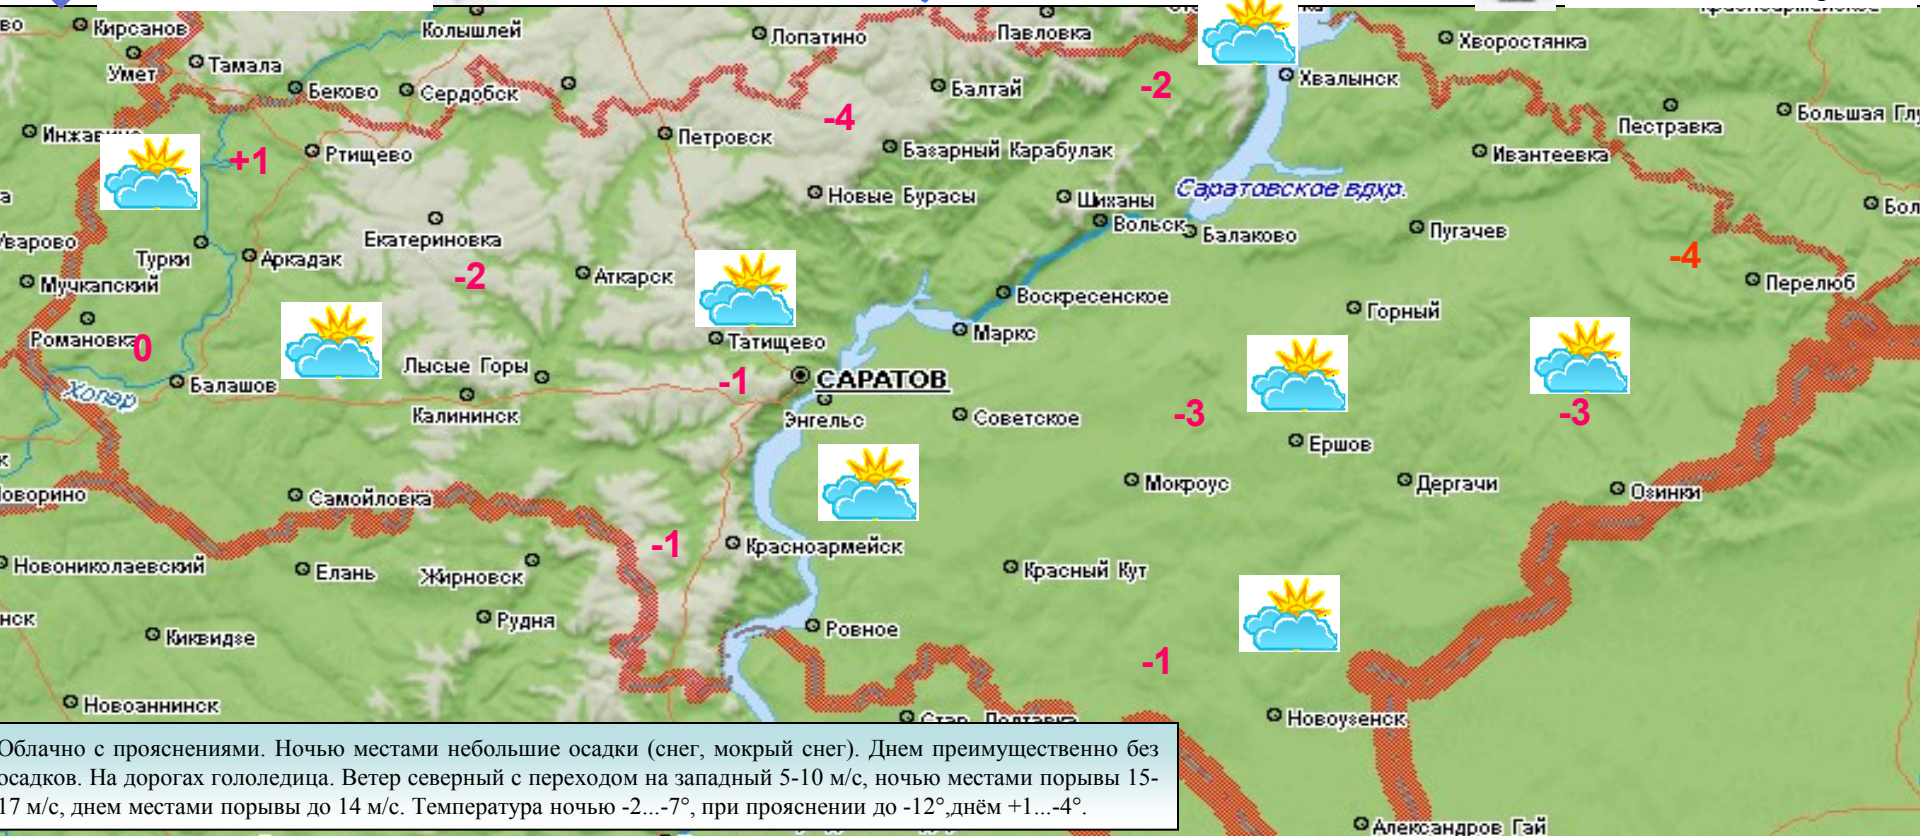 Кирсанов
Колышлей
Лопатино
Павловка
Хворостянка
Умет
Тамала
Беково
Сердобск
Балтай
-2
Хвалынск
Пестравка
-4
Инжавино
+1
Ртищево
Петровск
Базарный Карабулак
Ивантеевка
Новые Бурасы
Шиханы
Саратовское вдхр.
Вольск
Балаково
Пугачев
Екатериновка
Турки
Аркадак
-2
Аткарск
-4
Перелюб
Мучкапский
Воскресенское
Горный
Романовка
0
Татищево
Маркс
Лысые Горы
Балашов
Хопер
-1
САРАТОВ
Калининск
Энгельс
Советское
-3
-3
Ершов
Самойловка
Мокроус
Дергачи
Озинки
-1
Красноармейск
Новониколаевский
Елань
Жирновск
Красный Кут
Рудня
Ровное
Киквидзе
-1
Новоаннинск
Новоузенск
Облачно с прояснениями. Ночью местами небольшие осадки (снег, мокрый снег). Днем преимущественно без
осадков. На дорогах гололедица. Ветер северный с переходом на западный 5-10 м/с, ночью местами порывы 15-
17 м/с, днем местами порывы до 14 м/с. Температура ночью -2...-7°, при прояснении до -12°,днём +1...-4°.
Александров Гай